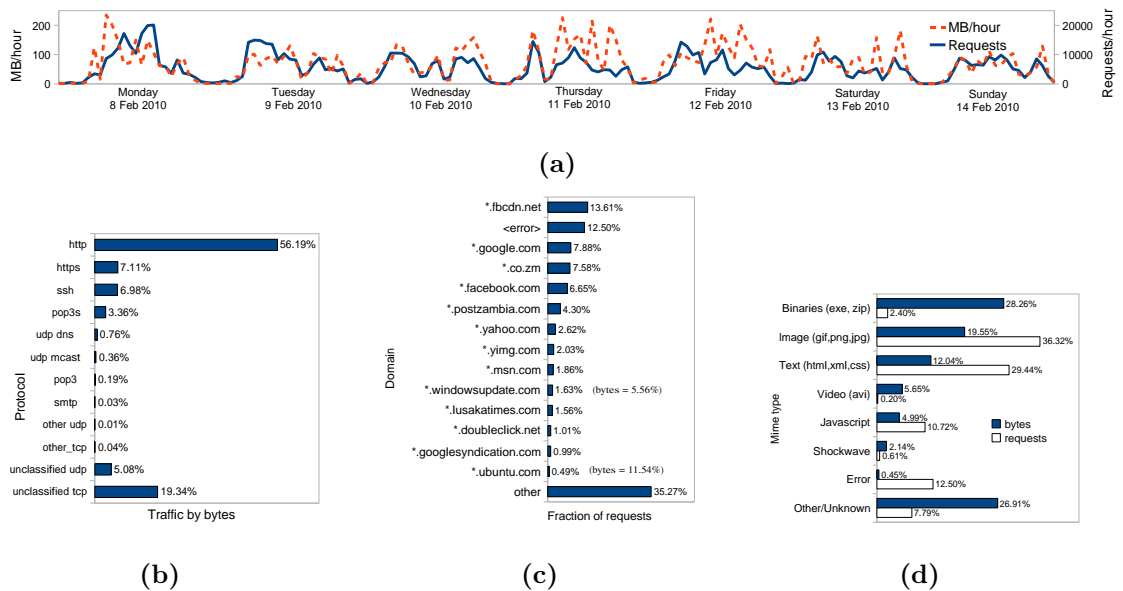 200
100
0
MB/hour
MB/hour
Requests
20000
10000
0
Requests/hour
Monday
8 Feb 2010
Tuesday
9 Feb 2010
Wednesday
10 Feb 2010
Thursday
11 Feb 2010
Friday
12 Feb 2010
Saturday
13 Feb 2010
Sunday
14 Feb 2010
(a)
Protocol
http 56.19%
https 7.11%
ssh 6.98%
pop3s 3.36%
udp dns 0.76%
udp mcast 0.36%
pop3 0.19%
smtp 0.03%
other udp 0.01%
other_tcp 0.04%
unclassified udp 5.08%
unclassified tcp 19.34%
Traffic by bytes
(b)
Domain
*.fbcdn.net 13.61%
<error> 12.50%
*.google.com 7.88%
*.co.zm 7.58%
*.facebook.com 6.65%
*.postzambia.com 4.30%
*.yahoo.com 2.62%
*.yimg.com 2.03%
*.msn.com 1.86%
*.windowsupdate.com 1.63% (bytes = 5.56%)
*.lusakatimes.com 1.56%
*.doubleclick.net 1.01%
*.googlesyndication.com 0.99%
*.ubuntu.com 0.49% (bytes = 11.54%)
other 35.27%
Fraction of requests
(c)
Mime type
Binaries (exe, zip) 28.26%
2.40%
Image (gif,png,jpg) 19.55%
36.32%
Text (html,xml,css) 12.04%
29.44%
Video (avi) 5.65%
0.20%
Javascript 4.99%
10.72%
Shockwave 2.14%
0.61%
Error 0.45%
12.50%
Other/Unknown 26.91%
7.79%
bytes
requests
(d)